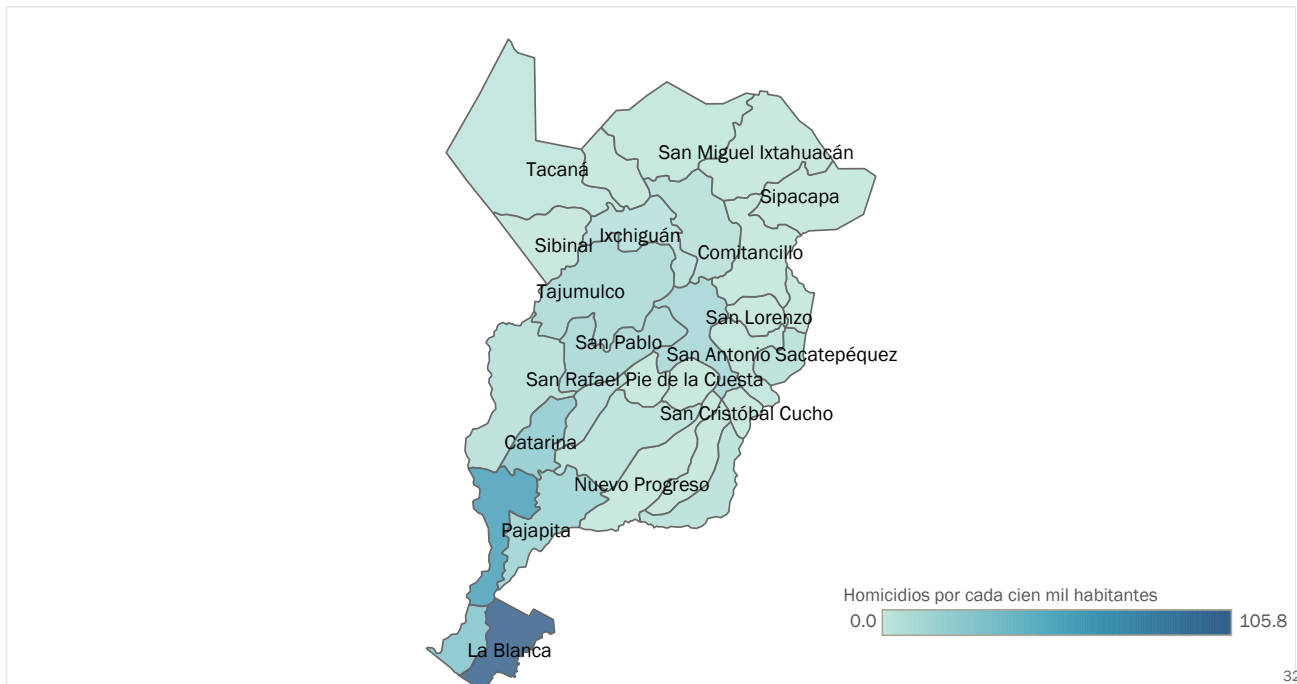 San Miguel Ixtahuacán
Tacaná
Sipacapa
Ixchiguán
Sibinal
Comitancillo
Tajumulco
San Lorenzo
San Pablo
San Antonio Sacatepéquez
San Rafael Pie de la Cuesta
San Cristóbal Cucho
Catarina
Nuevo Progreso
Pajapita
Homicidios por cada cien mil habitantes
0.0
105.8
La Blanca
32